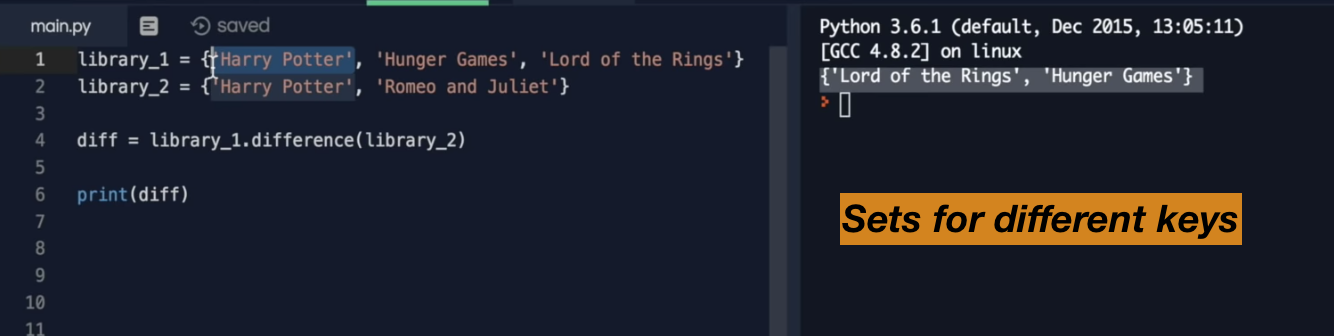 main.py saved
1 library_1 = {'Harry Potter', 'Hunger Games', 'Lord of the Rings'}
2 library_2 = {'Harry Potter', 'Romeo and Juliet'}
3
4 diff = library_1.difference(library_2)
5
6 print(diff)
7
8
9
10
11
Python 3.6.1 (default, Dec 2015, 13:05:11)
[GCC 4.8.2] on linux
{'Lord of the Rings', 'Hunger Games'}
>
Sets for different keys